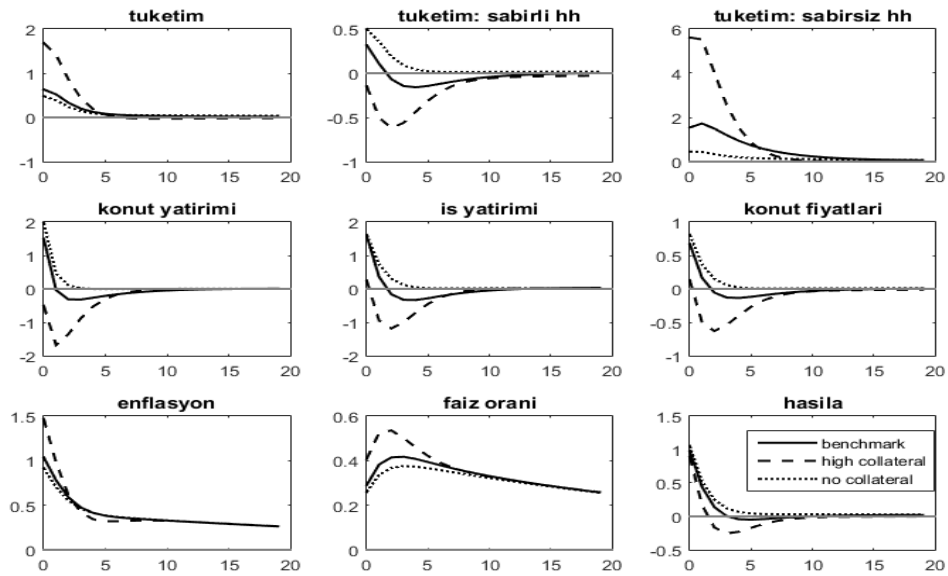 tuketim
2
1
0
-1
0 5 10 15 20
tuketim: sabirli hh
0.5
0
-0.5
-1
0 5 10 15 20
tuketim: sabirsiz hh
6
4
2
0
0 5 10 15 20
konut yatirimi
2
1
0
-1
-2
0 5 10 15 20
is yatirimi
2
1
0
-1
-2
0 5 10 15 20
konut fiyatlari
1
0.5
0
-0.5
-1
0 5 10 15 20
enflasyon
1.5
1
0.5
0
0 5 10 15 20
faiz orani
0.6
0.4
0.2
0
0 5 10 15 20
hasila
1.5
1
0.5
0
-0.5
0 5 10 15 20
benchmark
high collateral
no collateral